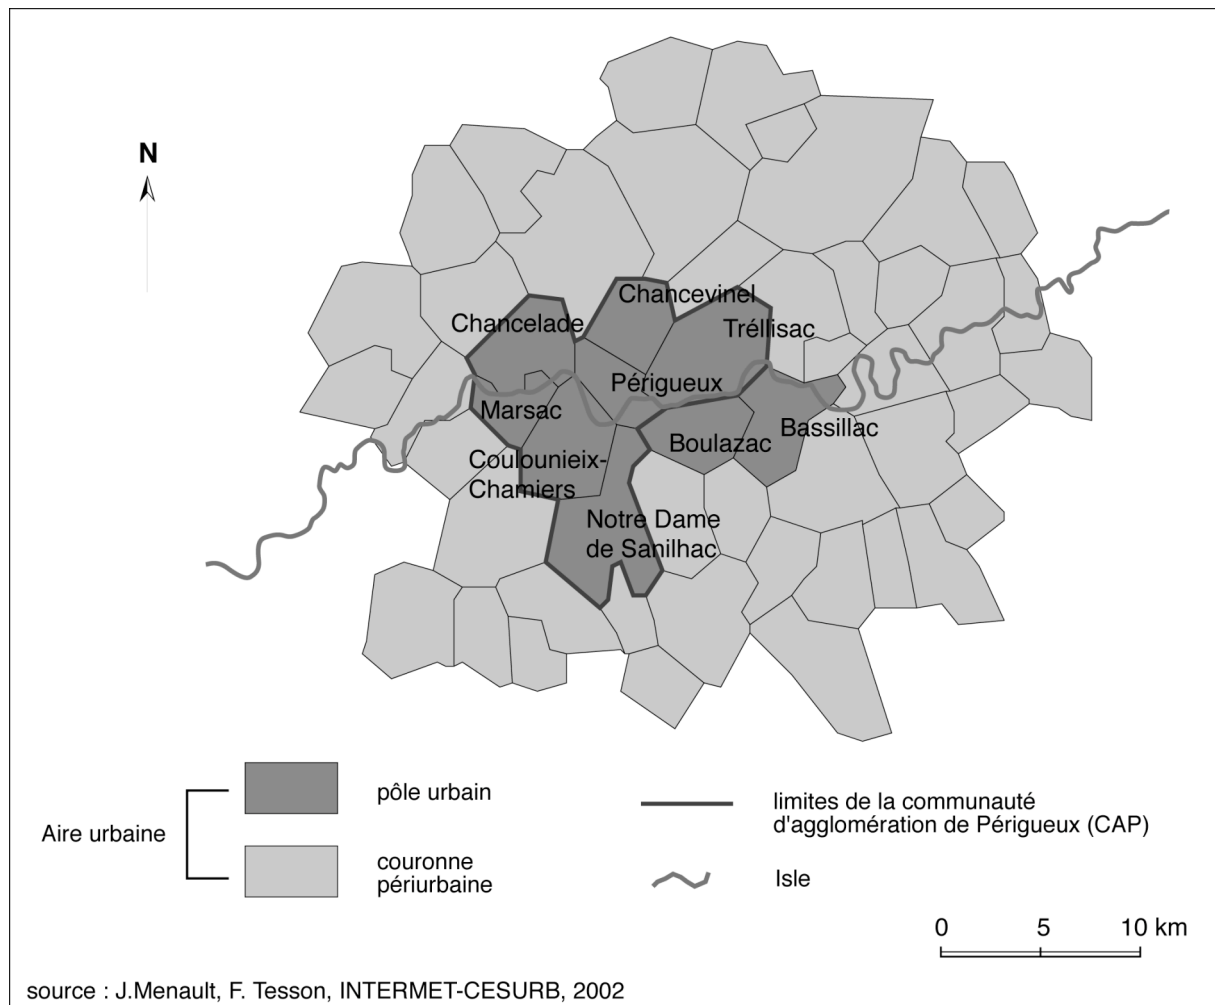 N
Chancevinel
Chancelade
Tréllisac
Périgueux
Marsac
Bassillac
Boulazac
Coulounieix-
Chamiers
Notre Dame
de Sanilhac
Aire urbaine
pôle urbain
couronne
périurbaine
limites de la communauté
d'agglomération de Périgueux (CAP)
Isle
0 5 10 km
source : J.Menault, F. Tesson, INTERMET-CESURB, 2002